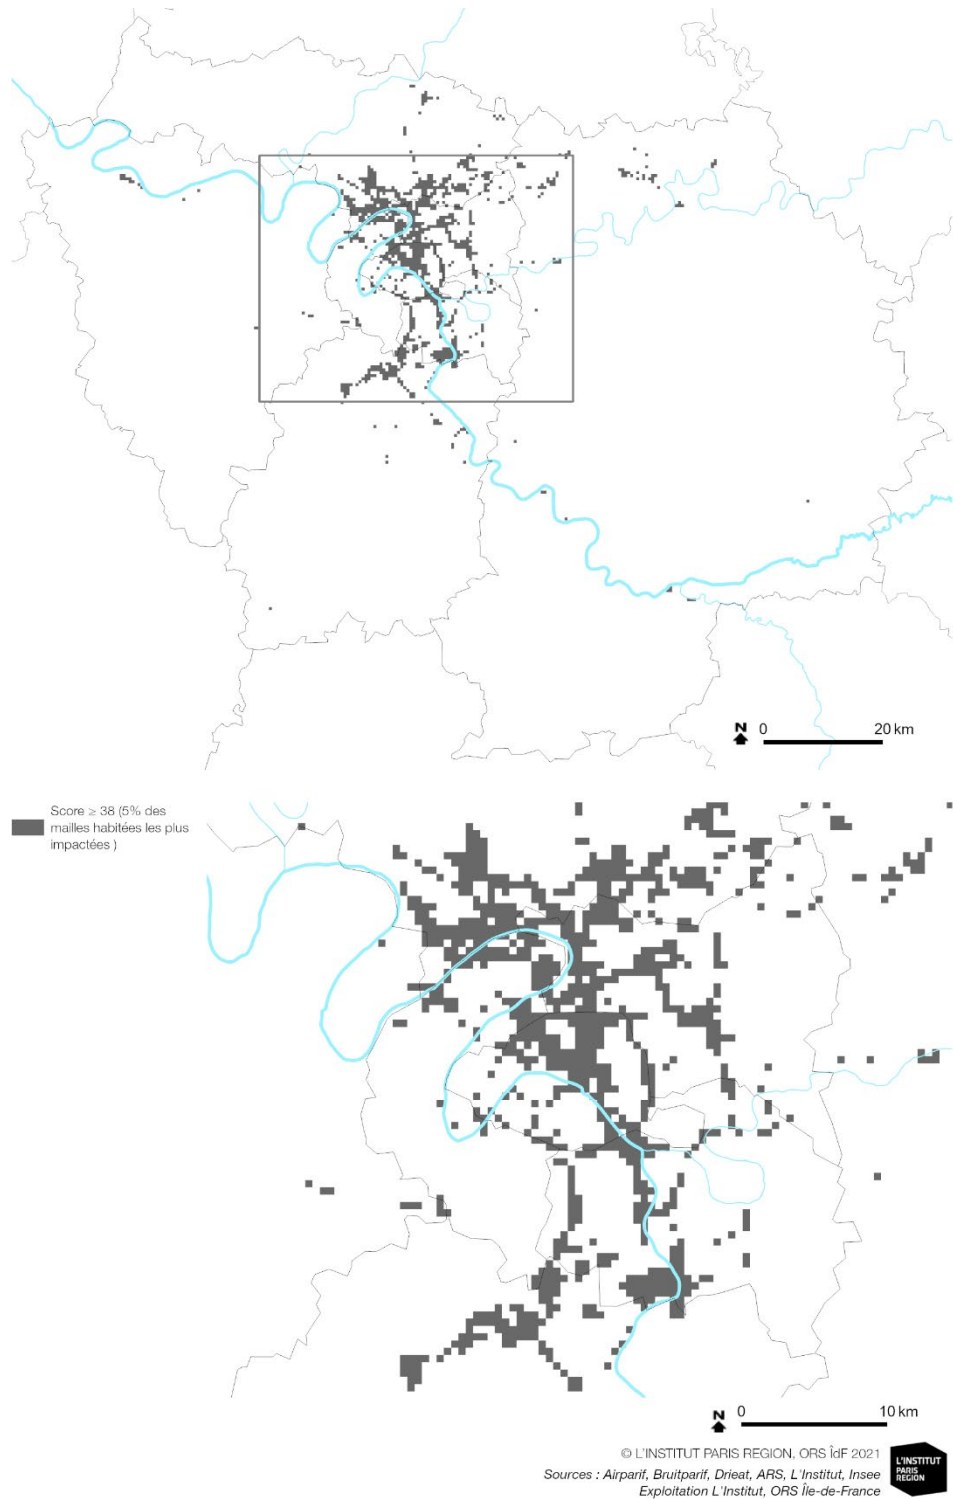 N 0 20 km
Score ≥ 38 (5% des
mailles habitées les plus
impactées )
N 0 10 km
© L'INSTITUT PARIS REGION, ORS ÎdF 2021
Sources : Airparif, Bruitparif, Drieat, ARS, L'Institut, Insee
Exploitation L'Institut, ORS Île-de-France
L'INSTITUT
PARIS
REGION